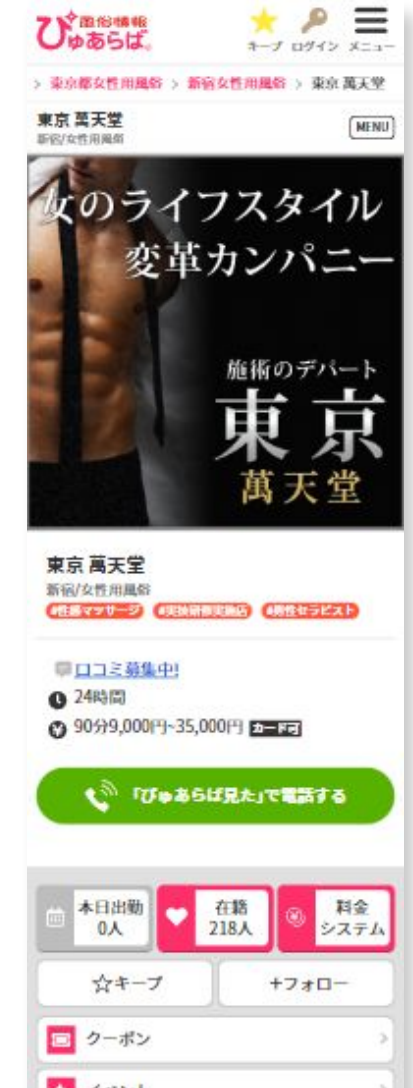 風俗情報
ぴゅあらば。
キープ ログイン メニュー
> 東京都女性用風俗 > 新宿女性用風俗 > 東京 萬天堂
東京 萬天堂
新宿/女性用風俗
MENU
女のライフスタイル
変革カンパニー
施術のデパート
東京
萬天堂
東京 萬天堂
新宿/女性用風俗
#性感マッサージ #実技研修実施店 #男性セラピスト
口コミ募集中!
24時間
90分9,000円~35,000円 カード可
「ぴゅあらば見た」で電話する
本日出勤
0人
在籍
218人
料金
システム
☆キープ
+フォロー
クーポン